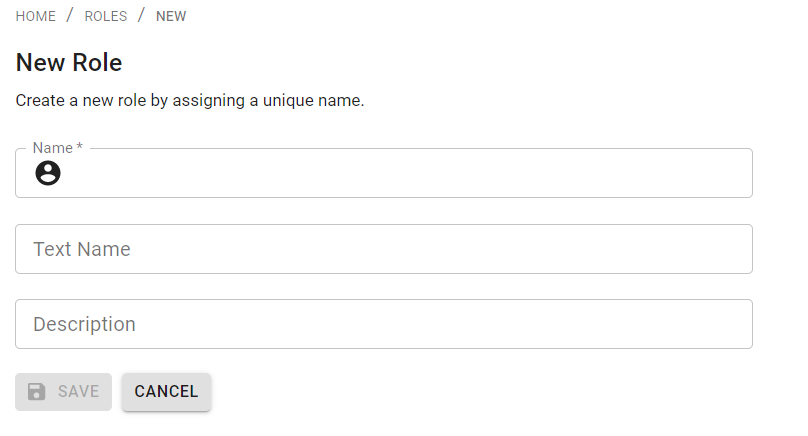 HOME / ROLES / NEW
New Role
Create a new role by assigning a unique name.
Name *
Text Name
Description
SAVE CANCEL